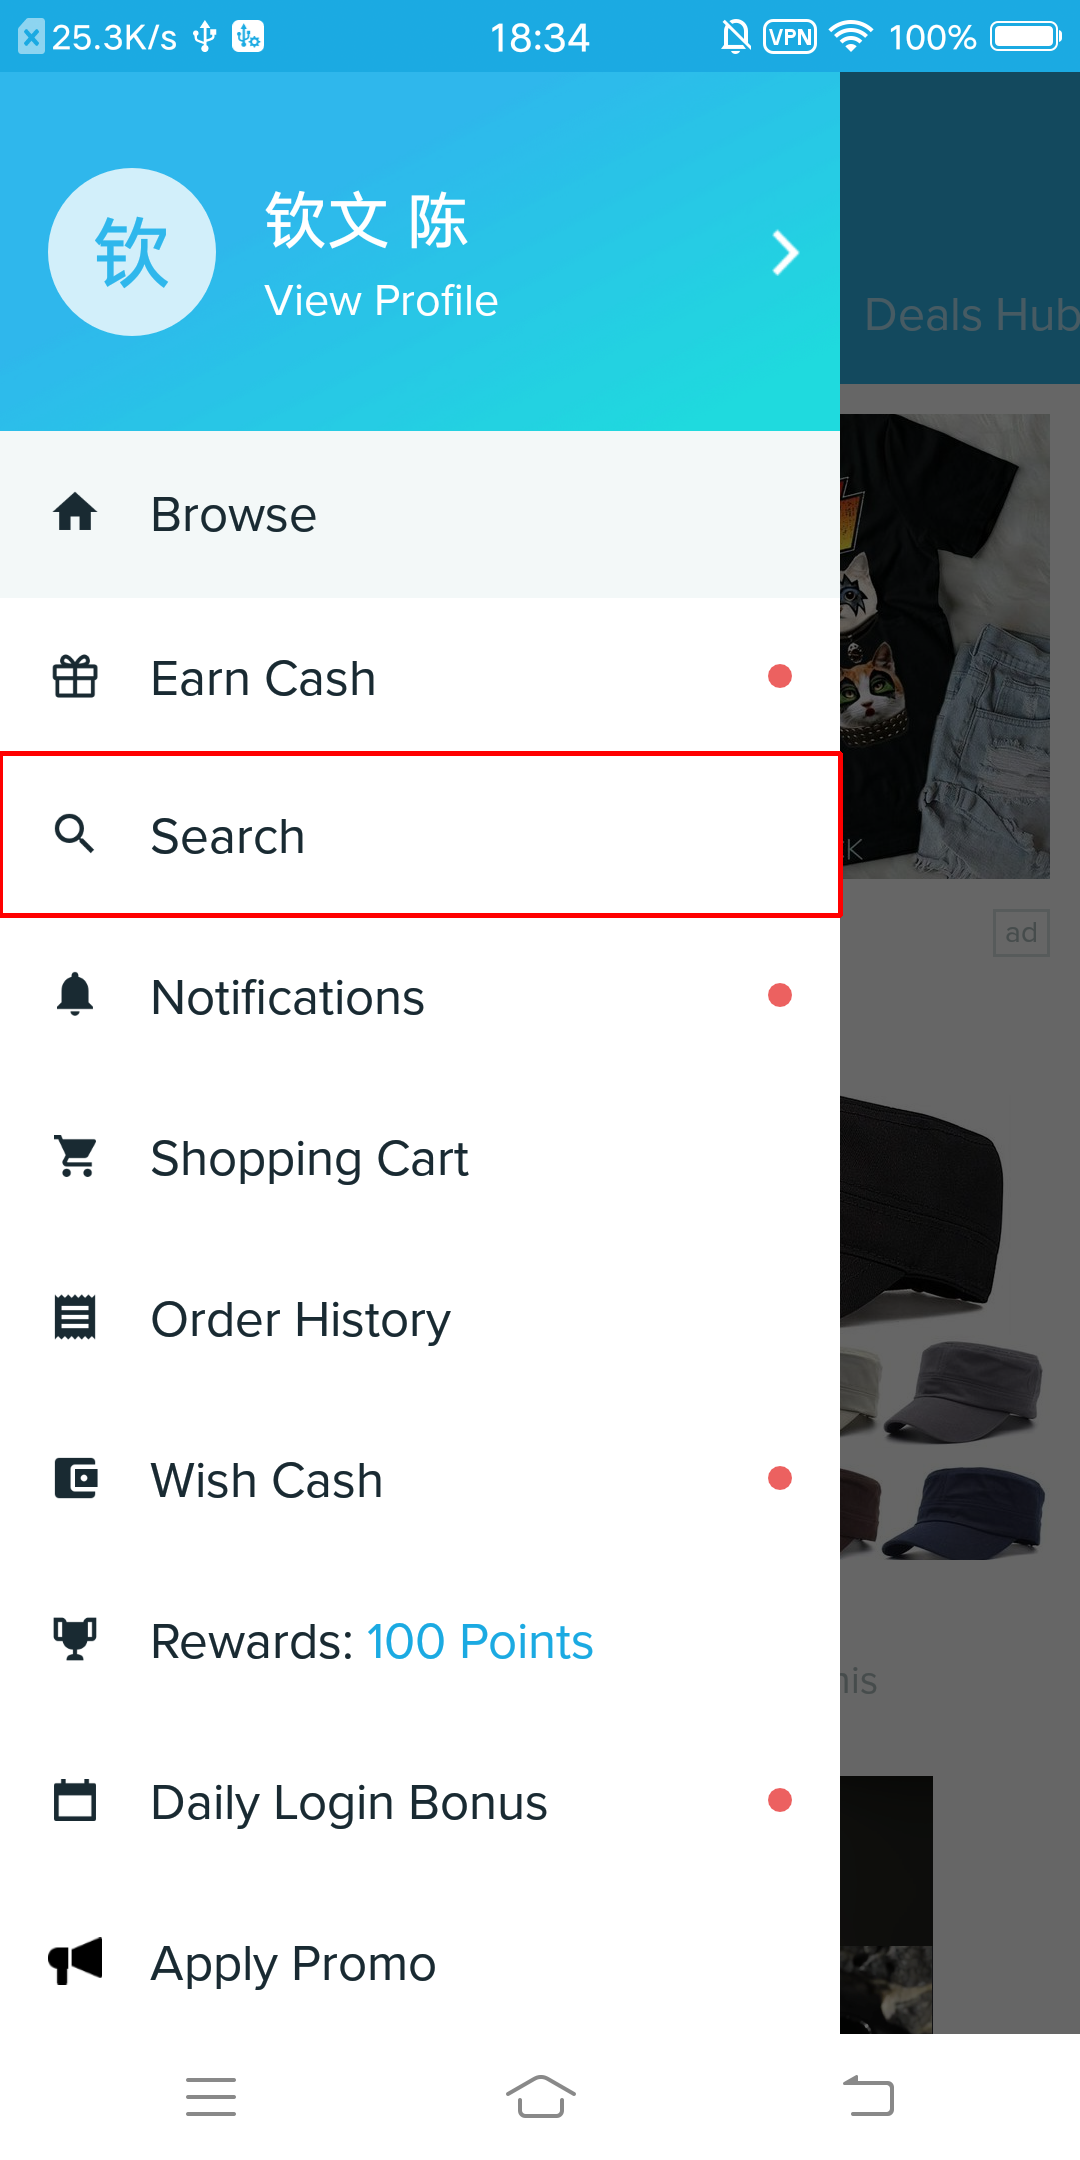 25.3K/s
18:34
VPN
100%
钦
钦文 陈
View Profile
Deals Hub
Browse
Earn Cash
Search
K
ad
Notifications
Shopping Cart
Order History
Wish Cash
Rewards: 100 Points
his
Daily Login Bonus
Apply Promo